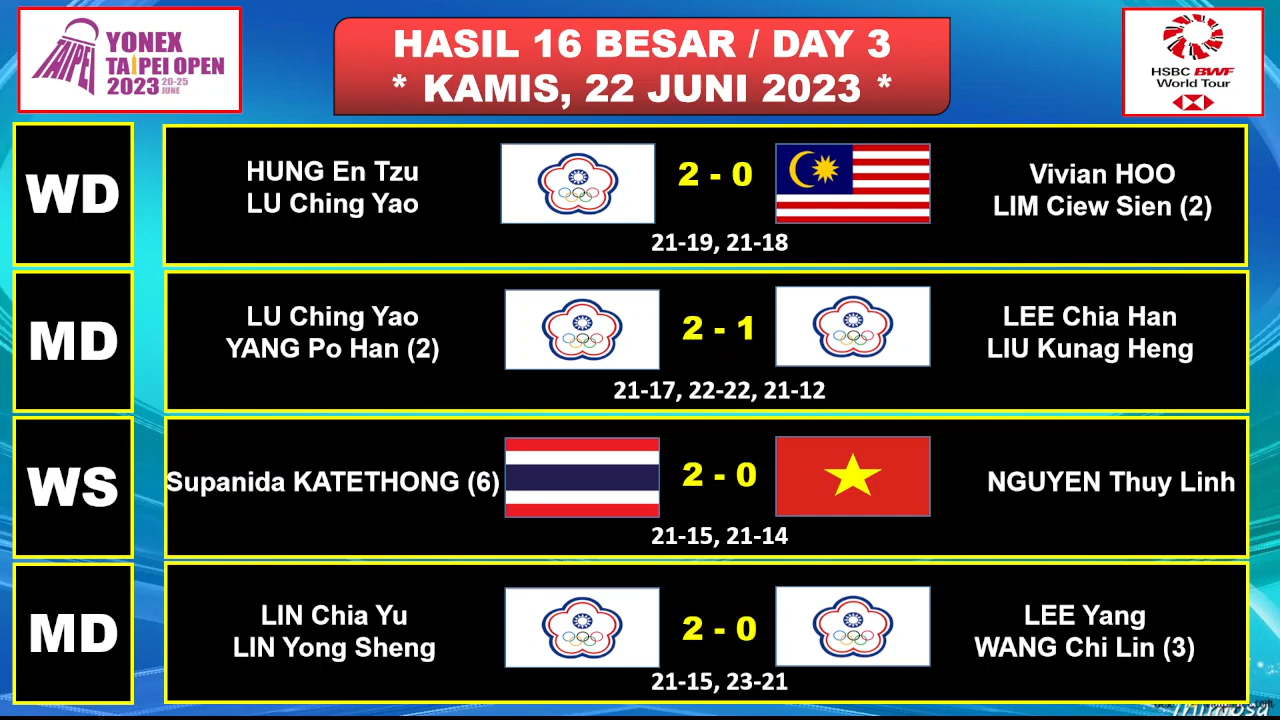 TAIPEI
YONEX
TAIPEI OPEN
2023 20-25
JUNE
HASIL 16 BESAR / DAY 3
* KAMIS, 22 JUNI 2023 *
HSBC BWF
World Tour
WD
HUNG En Tzu
LU Ching Yao
2 - 0
Vivian HOO
LIM Ciew Sien (2)
21-19, 21-18
MD
LU Ching Yao
YANG Po Han (2)
2 - 1
LEE Chia Han
LIU Kunag Heng
21-17, 22-22, 21-12
WS
Supanida KATETHONG (6)
2 - 0
NGUYEN Thuy Linh
21-15, 21-14
MD
LIN Chia Yu
LIN Yong Sheng
2 - 0
LEE Yang
WANG Chi Lin (3)
21-15, 23-21